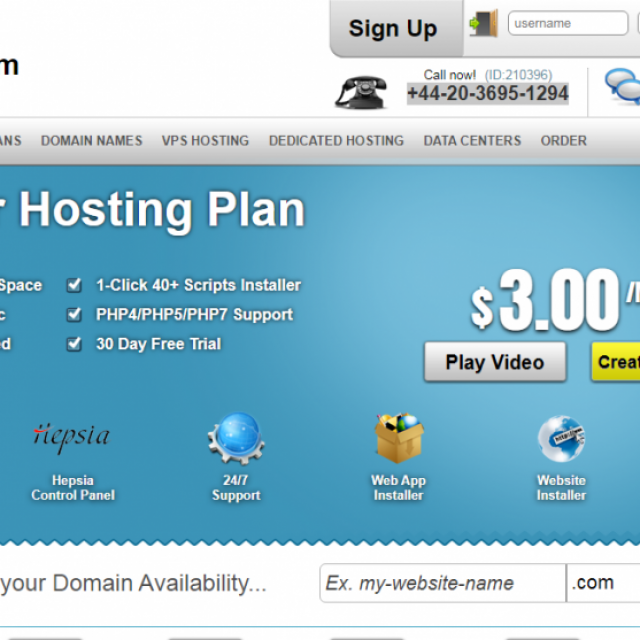 Sign Up
username
m
Call now! (ID:210396)
+44-20-3695-1294
ANS DOMAIN NAMES VPS HOSTING DEDICATED HOSTING DATA CENTERS ORDER
r Hosting Plan
Space 1-Click 40+ Scripts Installer
c PHP4/PHP5/PHP7 Support
d 30 Day Free Trial
$3.00
Play Video
Creat
Hepsia
Hepsia
Control Panel
24/7
Support
Web App
Installer
Website
Installer
your Domain Availability...
Ex. my-website-name .com